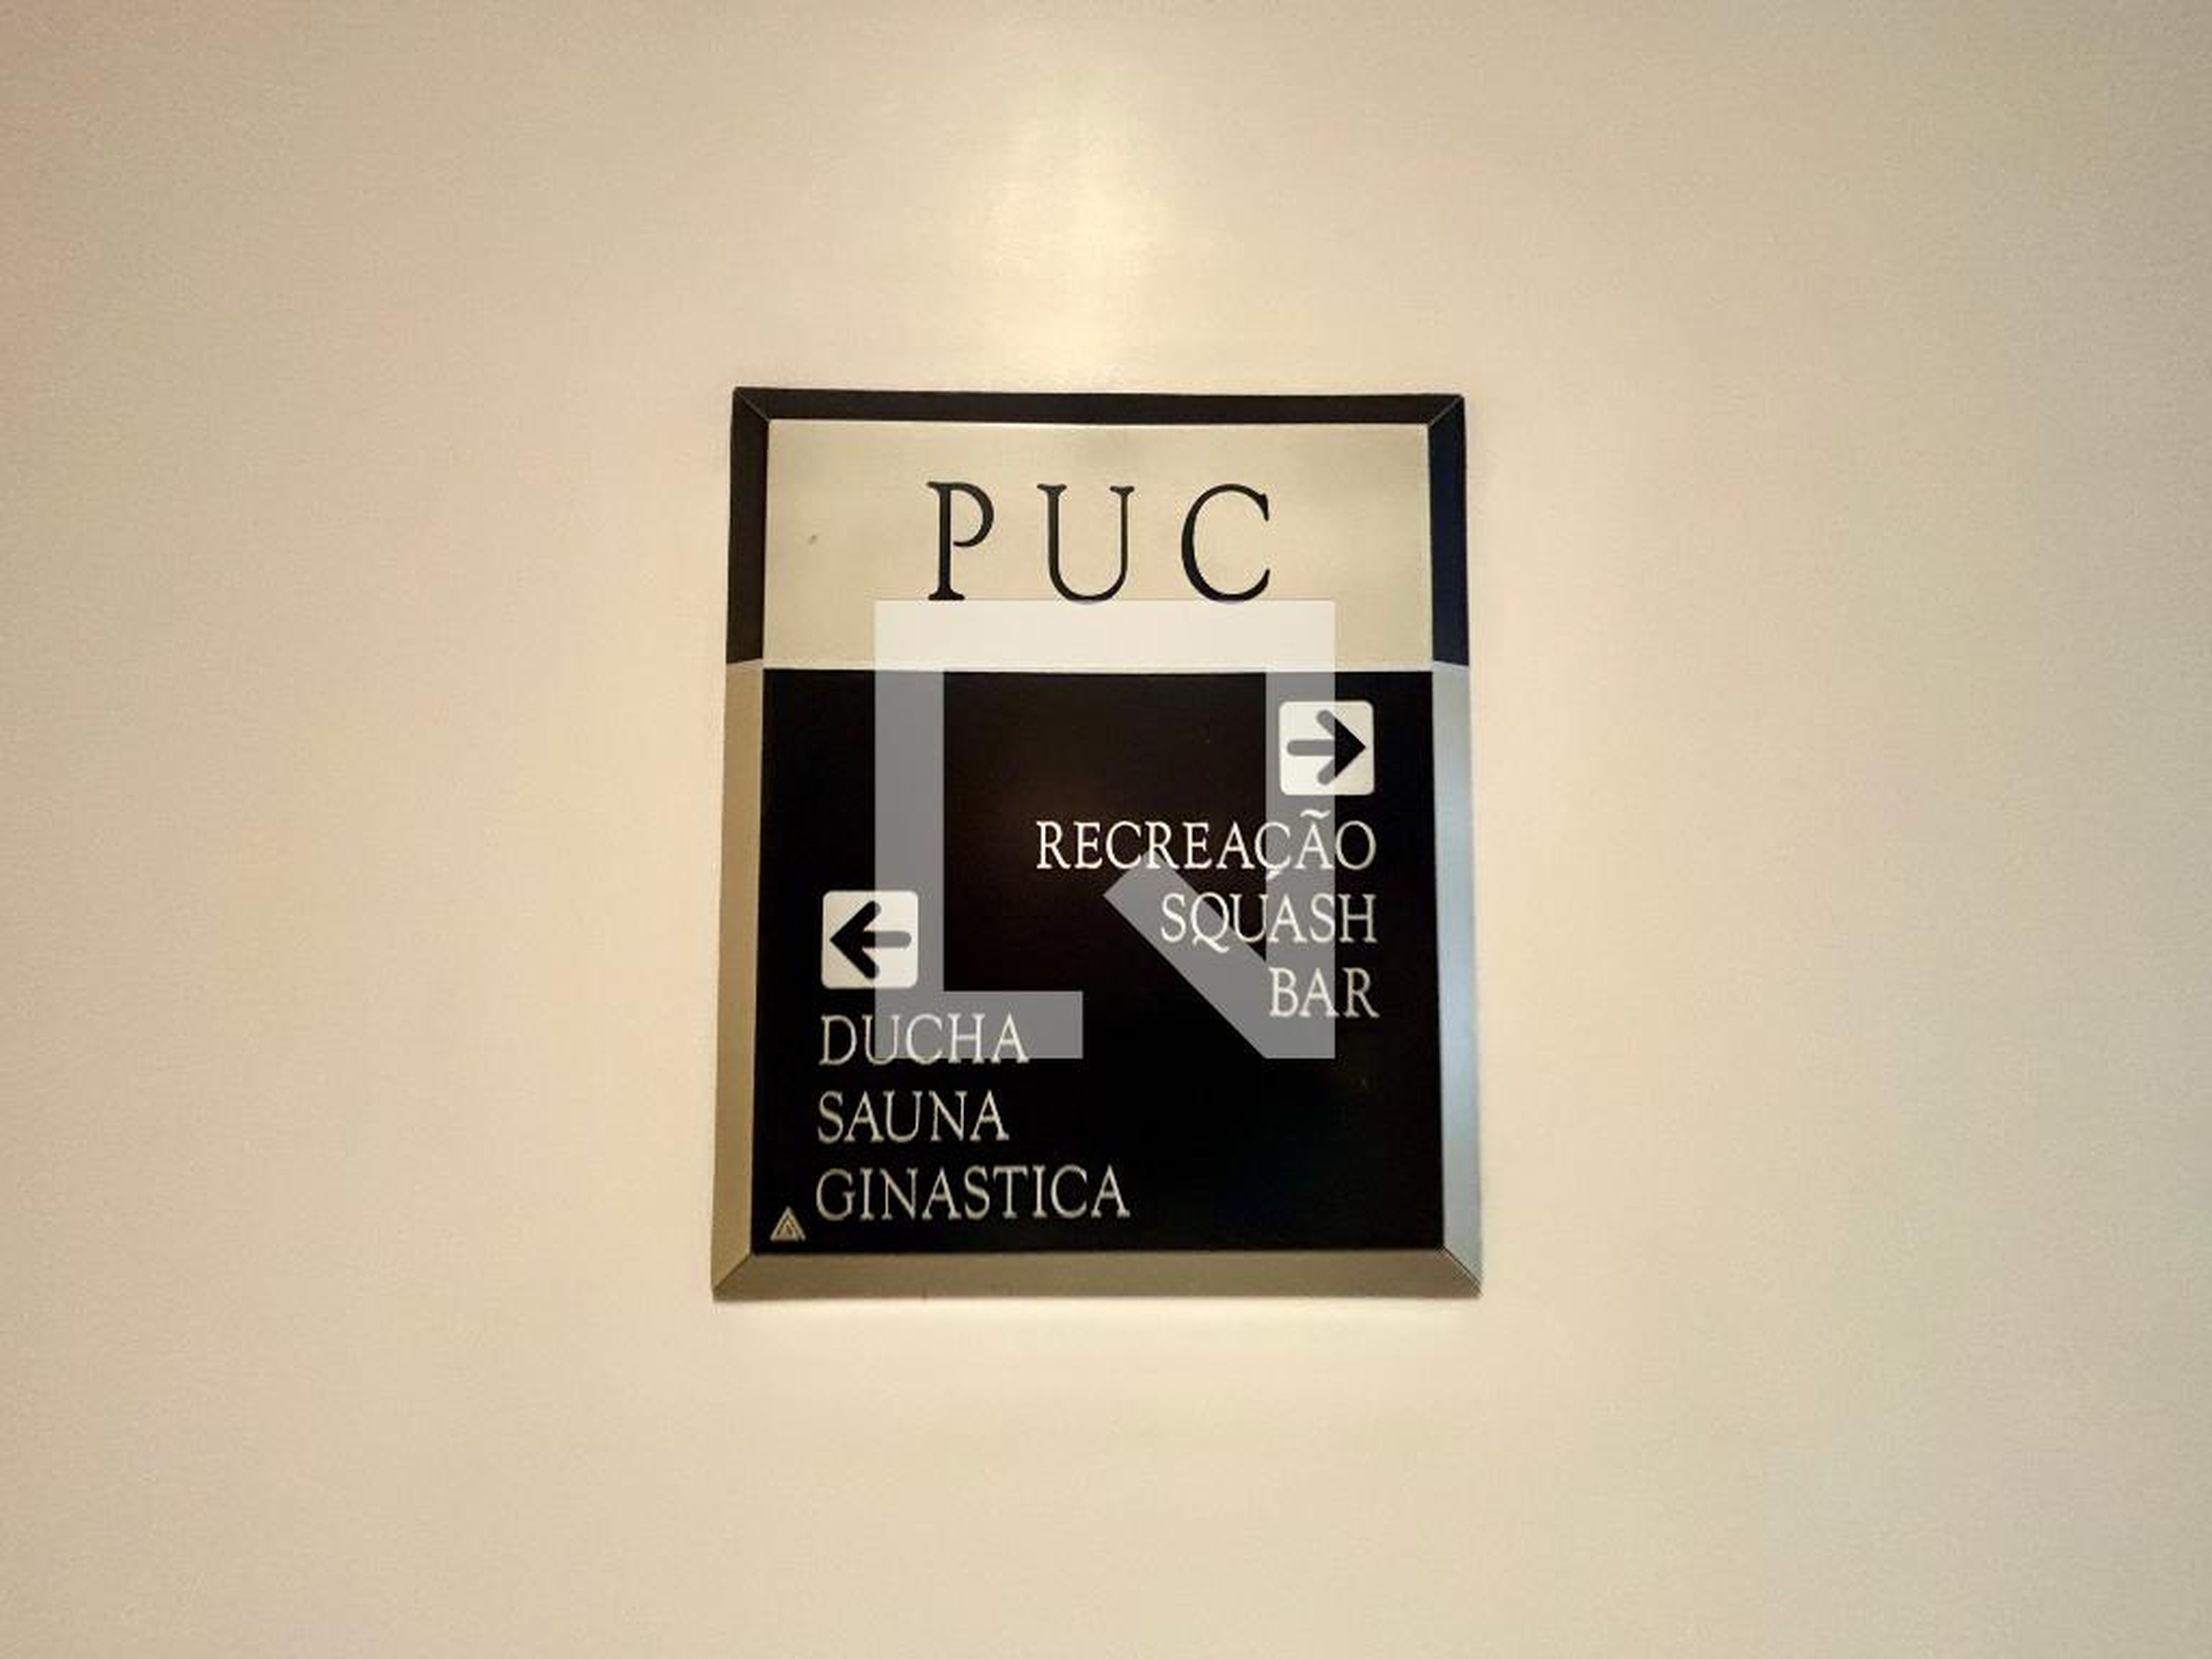 PUC
RECREAÇÃO
SQUASH
BAR
DUCHA
SAUNA
GINASTICA